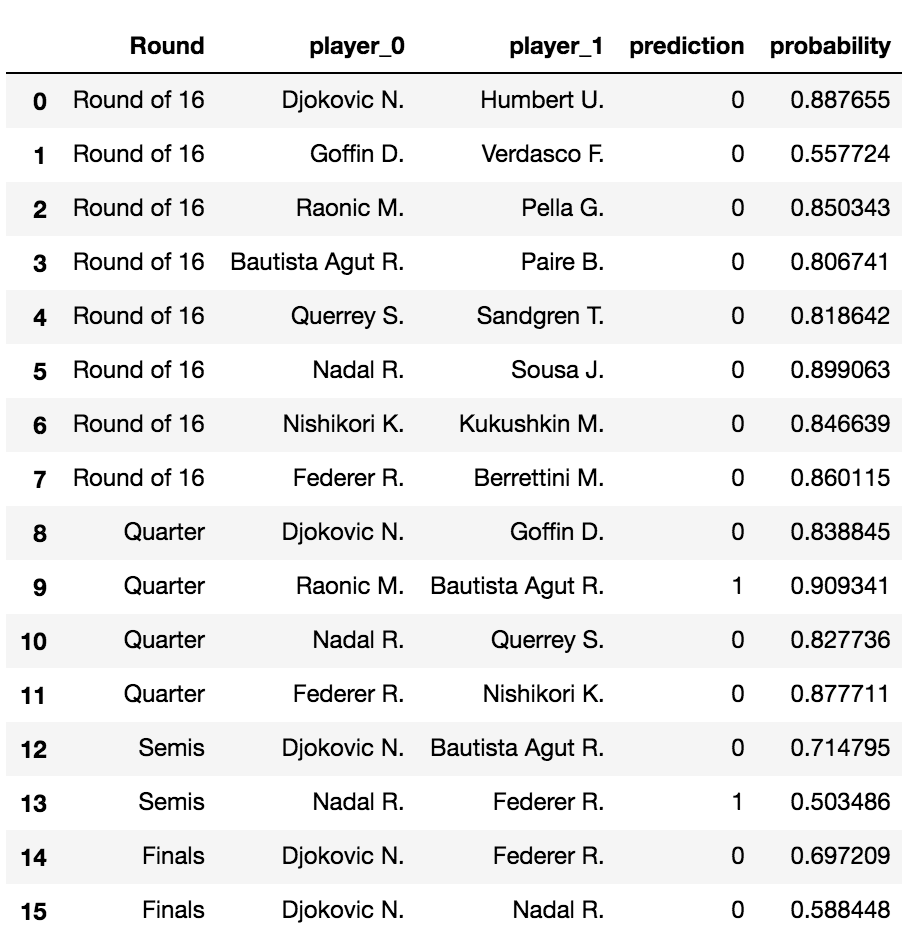 Round player_0 player_1 prediction probability
0 Round of 16 Djokovic N. Humbert U. 0 0.887655
1 Round of 16 Goffin D. Verdasco F. 0 0.557724
2 Round of 16 Raonic M. Pella G. 0 0.850343
3 Round of 16 Bautista Agut R. Paire B. 0 0.806741
4 Round of 16 Querrey S. Sandgren T. 0 0.818642
5 Round of 16 Nadal R. Sousa J. 0 0.899063
6 Round of 16 Nishikori K. Kukushkin M. 0 0.846639
7 Round of 16 Federer R. Berrettini M. 0 0.860115
8 Quarter Djokovic N. Goffin D. 0 0.838845
9 Quarter Raonic M. Bautista Agut R. 1 0.909341
10 Quarter Nadal R. Querrey S. 0 0.827736
11 Quarter Federer R. Nishikori K. 0 0.877711
12 Semis Djokovic N. Bautista Agut R. 0 0.714795
13 Semis Nadal R. Federer R. 1 0.503486
14 Finals Djokovic N. Federer R. 0 0.697209
15 Finals Djokovic N. Nadal R. 0 0.588448